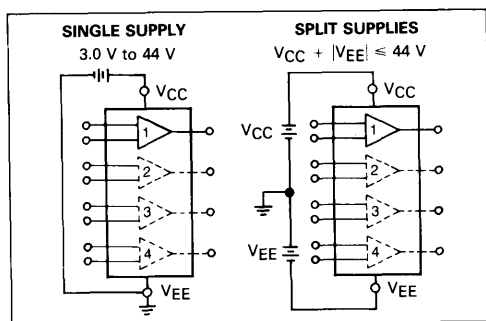 SINGLE SUPPLY
3.0 V to 44 V
VCC
1
2
3
4
VEE
SPLIT SUPPLIES
VCC + |VEE| ≤ 44 V
VCC
VCC
1
2
3
4
VEE
VEE